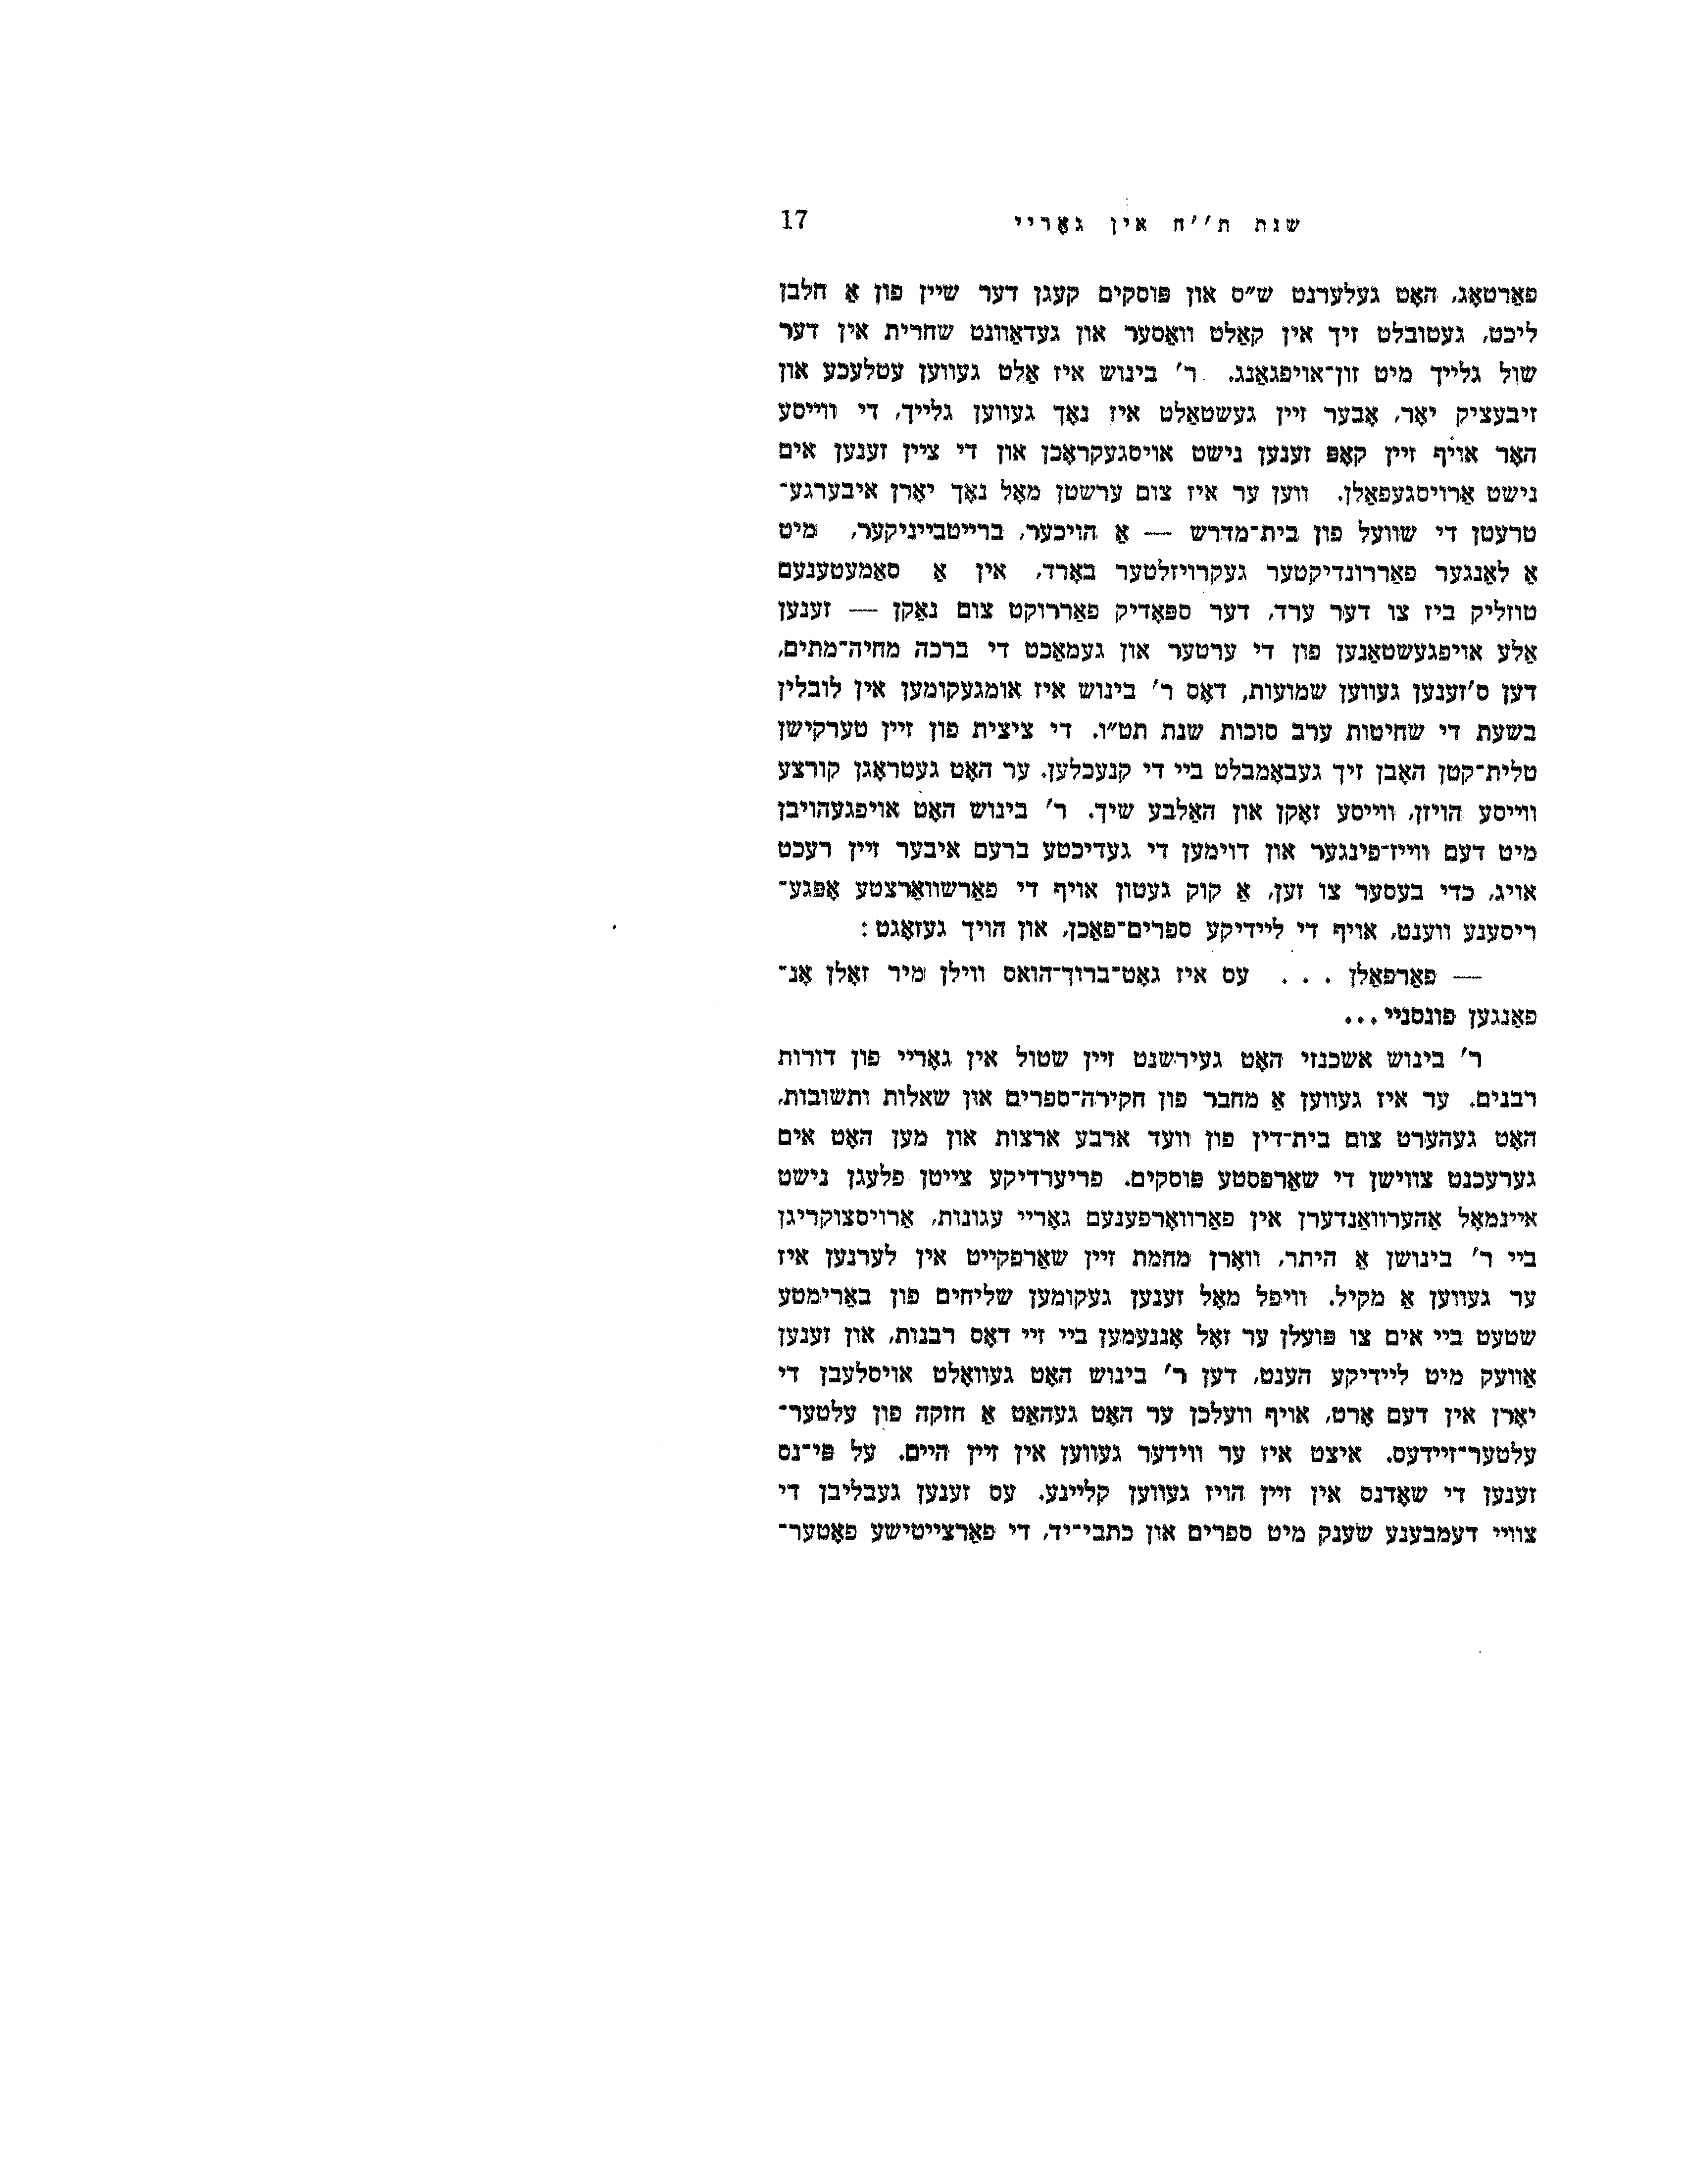 שנת ת''ח אין גאָריי 17
פאַרטאָג, האָט געלערנט ש״ס און פּוסקים קעגן דער שיין פון אַ חלבן
ליכט, געטובלט זיך אין קאַלט וואַסער און געדאַוונט שחרית אין דער
שול גלייך מיט זון־אויפגאַנג. ר' בינוש איז אַלט געווען עטלעכע און
זיבעציק יאָר, אָבער זיין געשטאַלט איז נאָך געווען גלייך, די ווייסע
האָר אויף זיין קאָפּ זענען נישט אויסגעקראָכן און די ציין זענען אים
נישט אַרויסגעפאַלן. ווען ער איז צום ערשטן מאָל נאָך יאָרן איבערגע־
טרעטן די שוועל פון בית־מדרש — אַ הויכער, ברייטבייניקער, מיט
אַ לאַנגער פאַררונדיקטער געקרויזלטער באָרד, אין אַ סאַמעטענעם
טוזליק ביז צו דער ערד, דער ספּאָדיק פאַררוקט צום נאַקן — זענען
אַלע אויפגעשטאַנען פון די ערטער און געמאַכט די ברכה מחיה־מתים,
דען ס'זענען געווען שמועות, דאָס ר' בינוש איז אומגעקומען אין לובלין
בשעת די שחיטות ערב סוכות שנת תט״ו. די ציצית פון זיין טערקישן
טלית־קטן האָבן זיך געבאָמבלט ביי די קנעכלען. ער האָט געטראָגן קורצע
ווייסע הויזן, ווייסע זאָקן און האַלבע שיך. ר' בינוש האָט אויפגעהויבן
מיט דעם ווייז־פינגער און דוימען די געדיכטע ברעם איבער זיין רעכט
אויג, כדי בעסער צו זען, אַ קוק געטון אויף די פאַרשוואַרצטע אָפּגע־
ריסענע ווענט, אויף די ליידיקע ספרים־פאַכן, און הויך געזאָגט :
— פאַרפאַלן . . . עס איז גאָט־ברוך־הואס ווילן מיר זאָלן אָנ־
פאַנגען פונסניי...
ר' בינוש אשכנזי האָט געירשנט זיין שטול אין גאָריי פון דורות
רבנים. ער איז געווען אַ מחבר פון חקירה־ספרים און שאלות ותשובות,
האָט געהערט צום בית־דין פון וועד ארבע ארצות און מען האָט אים
גערעכנט צווישן די שאַרפסטע פּוסקים. פריערדיקע צייטן פלעגן נישט
איינמאָל אַהערוואַנדערן אין פאַרוואָרפענעם גאָריי עגונות, אַרויסצוקריגן
ביי ר' בינושן אַ היתר, וואָרן מחמת זיין שאַרפקייט אין לערנען איז
ער געווען אַ מקיל. וויפל מאָל זענען געקומען שליחים פון באַרימטע
שטעט ביי אים צו פּועלן ער זאָל אָננעמען ביי זיי דאָס רבנות, און זענען
אַוועק מיט ליידיקע הענט, דען ר' בינוש האָט געוואָלט אויסלעבן די
יאָרן אין דעם אָרט, אויף וועלכן ער האָט געהאַט אַ חזקה פון עלטער־
עלטער־זיידעס. איצט איז ער ווידער געווען אין זיין היים. על פּי־נס
זענען די שאָדנס אין זיין הויז געווען קליינע. עס זענען געבליבן די
צוויי דעמבענע שענק מיט ספרים און כתבי־יד, די פאַרצייטישע פאָטער־